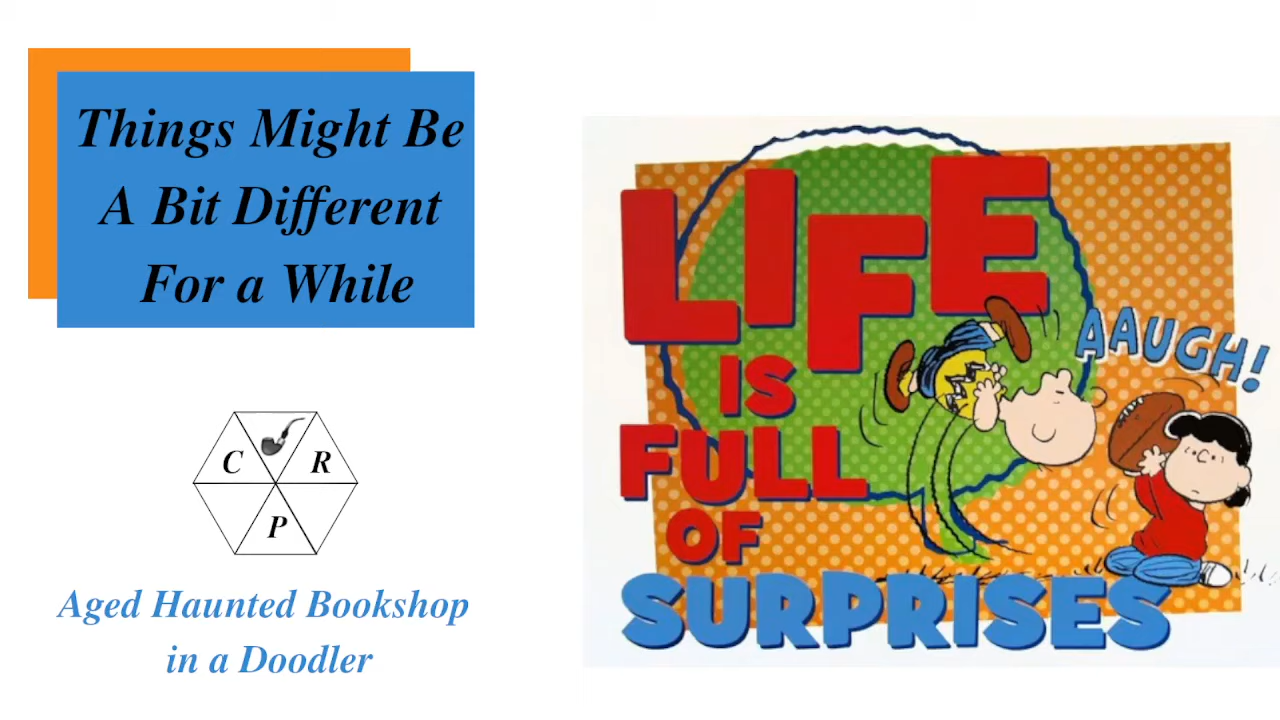 Things Might Be
A Bit Different
For a While
C
R
P
Aged Haunted Bookshop
in a Doodler
LIFE
IS
FULL
OF
SURPRISES
AAUGH!